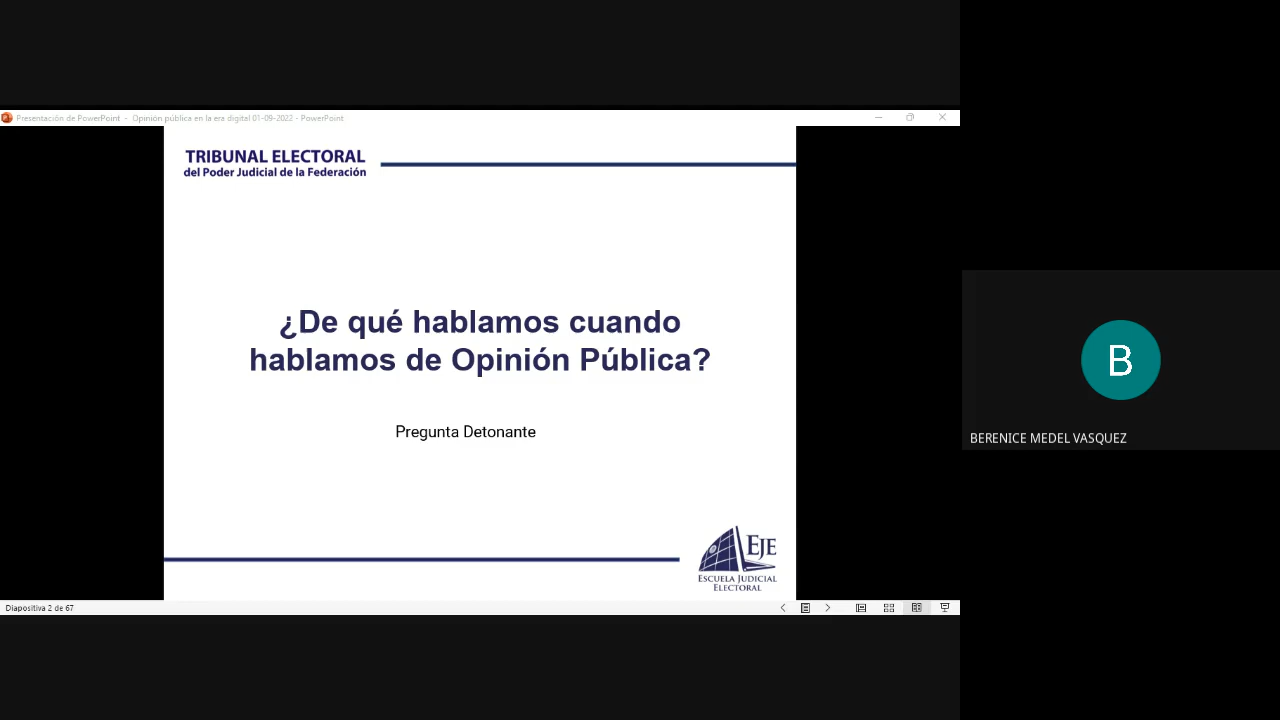 Presentación de PowerPoint - Opinión pública en la era digital 01-09-2022 - PowerPoint
TRIBUNAL ELECTORAL
del Poder Judicial de la Federación
¿De qué hablamos cuando
hablamos de Opinión Pública?
Pregunta Detonante
EJE
ESCUELA JUDICIAL
ELECTORAL
Diapositiva 2 de 67
B
BERENICE MEDEL VASQUEZ